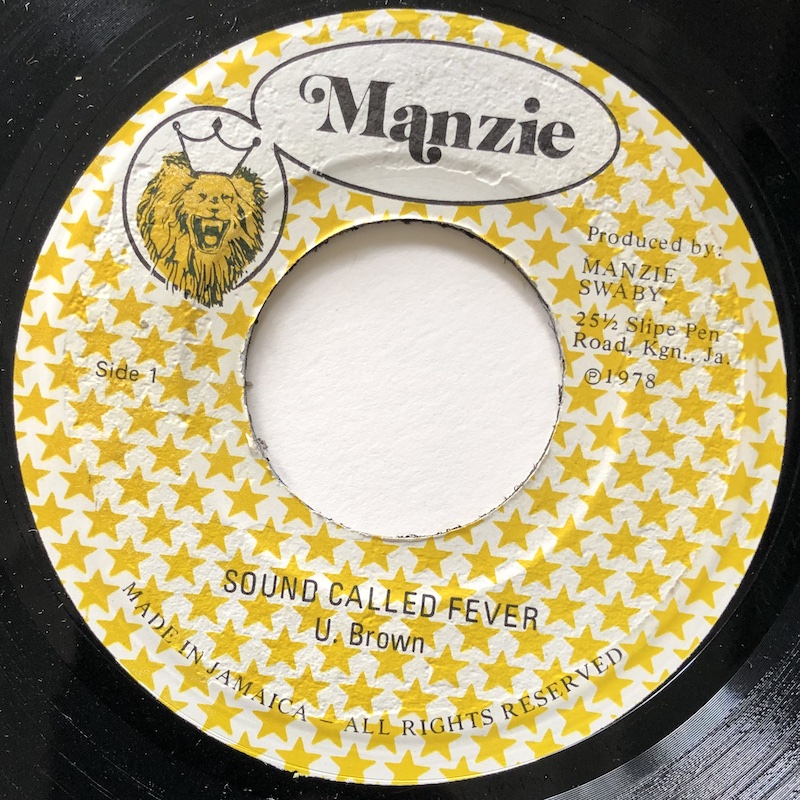 Manzie
Produced by:
MANZIE
SWABY,
25½ Slipe Pen
Road, Kgn., Ja.
℗1978
Side 1
SOUND CALLED FEVER
U. Brown
MADE IN JAMAICA – ALL RIGHTS RESERVED